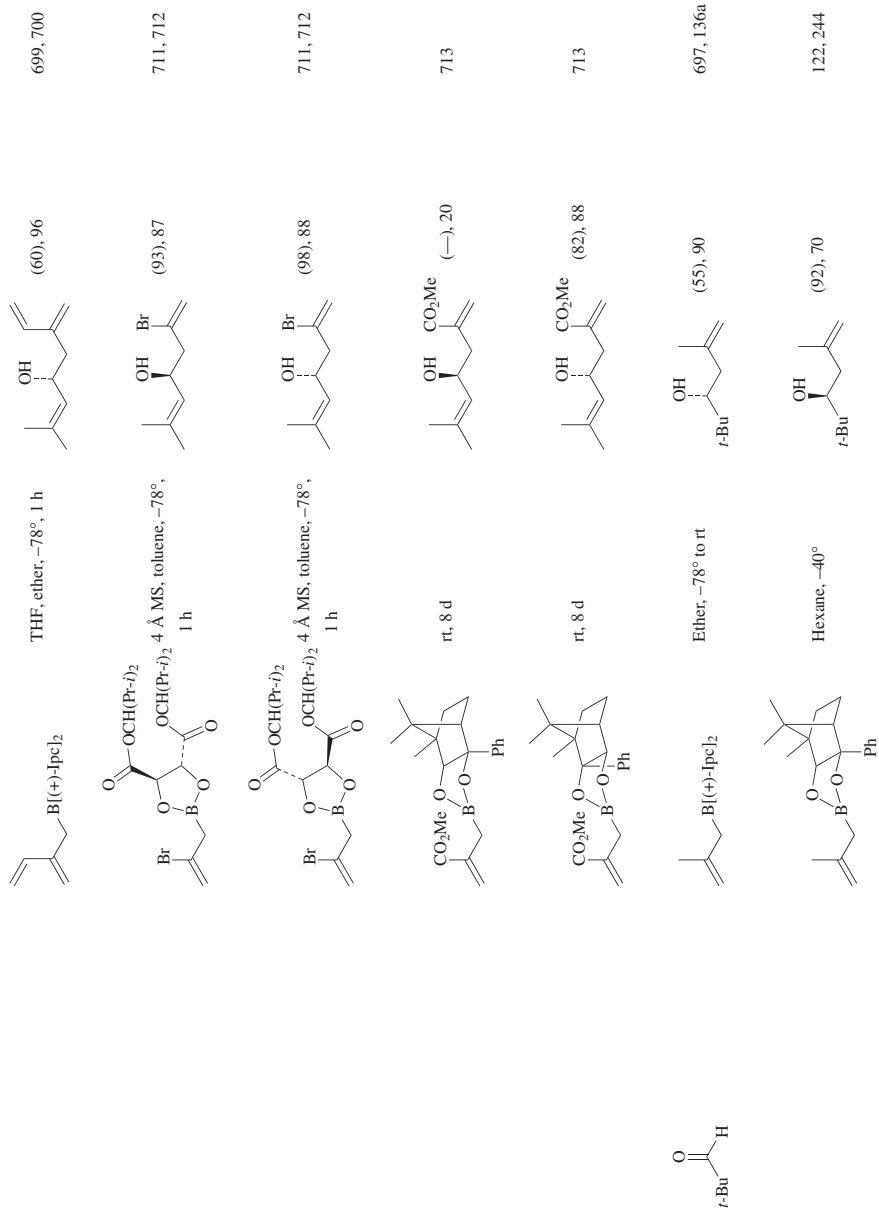 B[(+)-Ipc]2 THF, ether, –78°, 1 h OH (60), 96 699, 700
O OCH(Pr-i)2
OCH(Pr-i)2 4 Å MS, toluene, –78°,
1 h
Br B O O O
OH Br (93), 87 711, 712
O OCH(Pr-i)2
OCH(Pr-i)2 4 Å MS, toluene, –78°,
1 h
Br B O O O
OH Br (98), 88 711, 712
CO2Me B O O Ph
rt, 8 d
OH CO2Me (—), 20 713
CO2Me B O O Ph
rt, 8 d
OH CO2Me (82), 88 713
O
t-Bu H
B[(+)-Ipc]2 Ether, –78° to rt OH
t-Bu (55), 90 697, 136a
B O O Ph
Hexane, –40°
OH
t-Bu (92), 70 122, 244